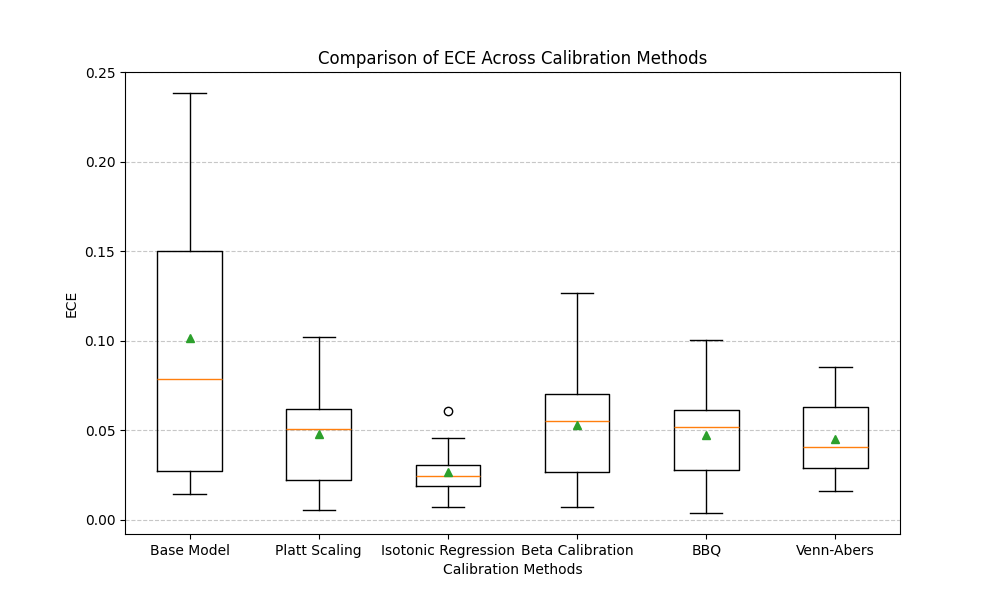 Comparison of ECE Across Calibration Methods
0.25
0.20
0.15
0.10
0.05
0.00
ECE
Base Model Platt Scaling Isotonic Regression Beta Calibration BBQ Venn-Abers
Calibration Methods